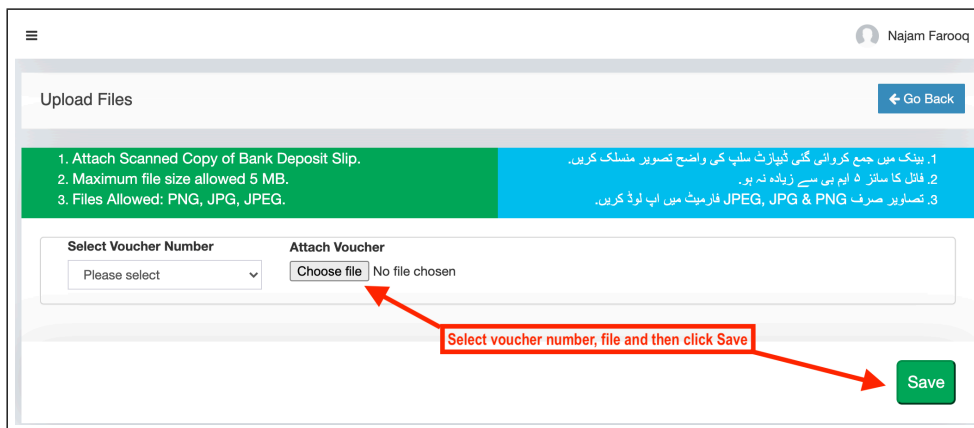 Najam Farooq
Upload Files
Go Back
1. Attach Scanned Copy of Bank Deposit Slip.
2. Maximum file size allowed 5 MB.
3. Files Allowed: PNG, JPG, JPEG.
1. بینک میں جمع کروائی گئی ڈیپازٹ سلپ کی واضح تصویر منسلک کریں.
2. فائل کا سائز ۵ ایم بی سے زیادہ نہ ہو.
3. تصاویر صرف JPEG, JPG & PNG فارمیٹ میں اپ لوڈ کریں.
Select Voucher Number
Please select
Attach Voucher
Choose file No file chosen
Select voucher number, file and then click Save
Save